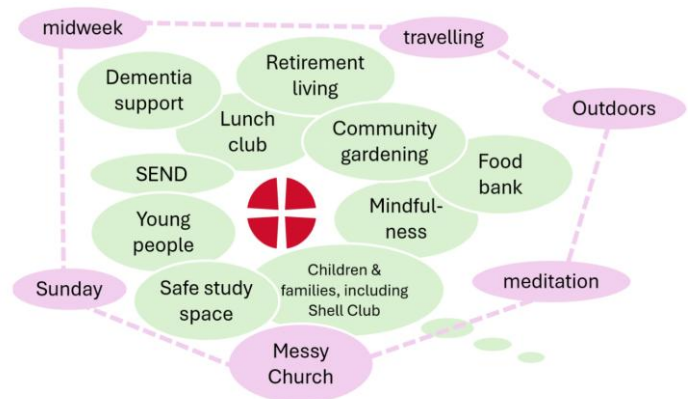 midweek
travelling
Retirement
living
Dementia
support
Outdoors
Lunch
club
Community
gardening
Food
bank
SEND
Mindful-
ness
Young
people
Children &
families, including
Shell Club
meditation
Sunday
Safe study
space
Messy
Church